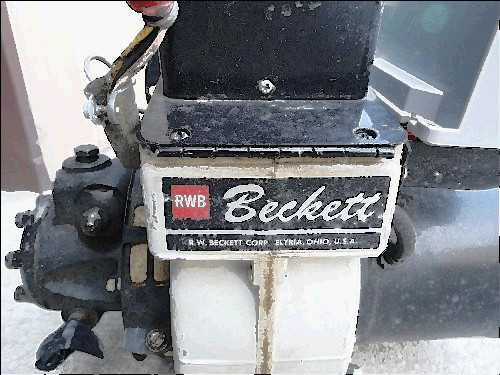 RWB Beckett
R.W. BECKETT CORP. ELYRIA, OHIO, U.S.A.